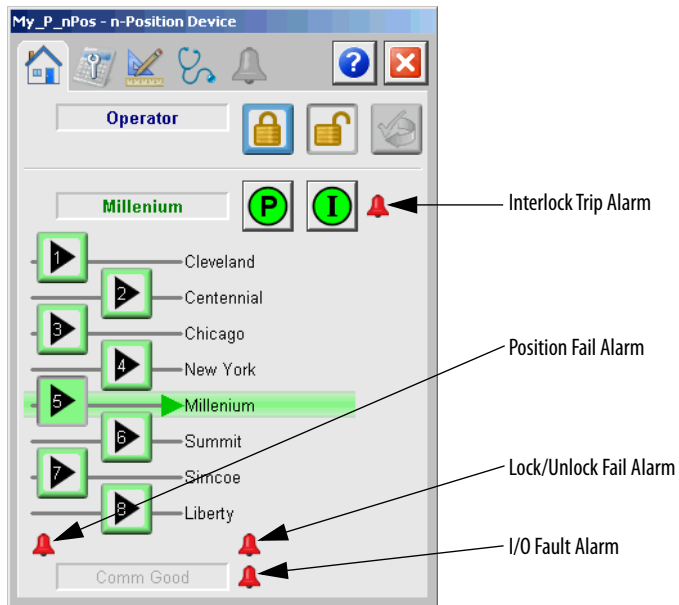 My_P_nPos - n-Position Device
?
Operator
Millenium
P
I
Interlock Trip Alarm
1
Cleveland
2
Centennial
3
Chicago
Position Fail Alarm
4
New York
5
Millenium
6
Summit
Lock/Unlock Fail Alarm
7
Simcoe
8
Liberty
I/O Fault Alarm
Comm Good